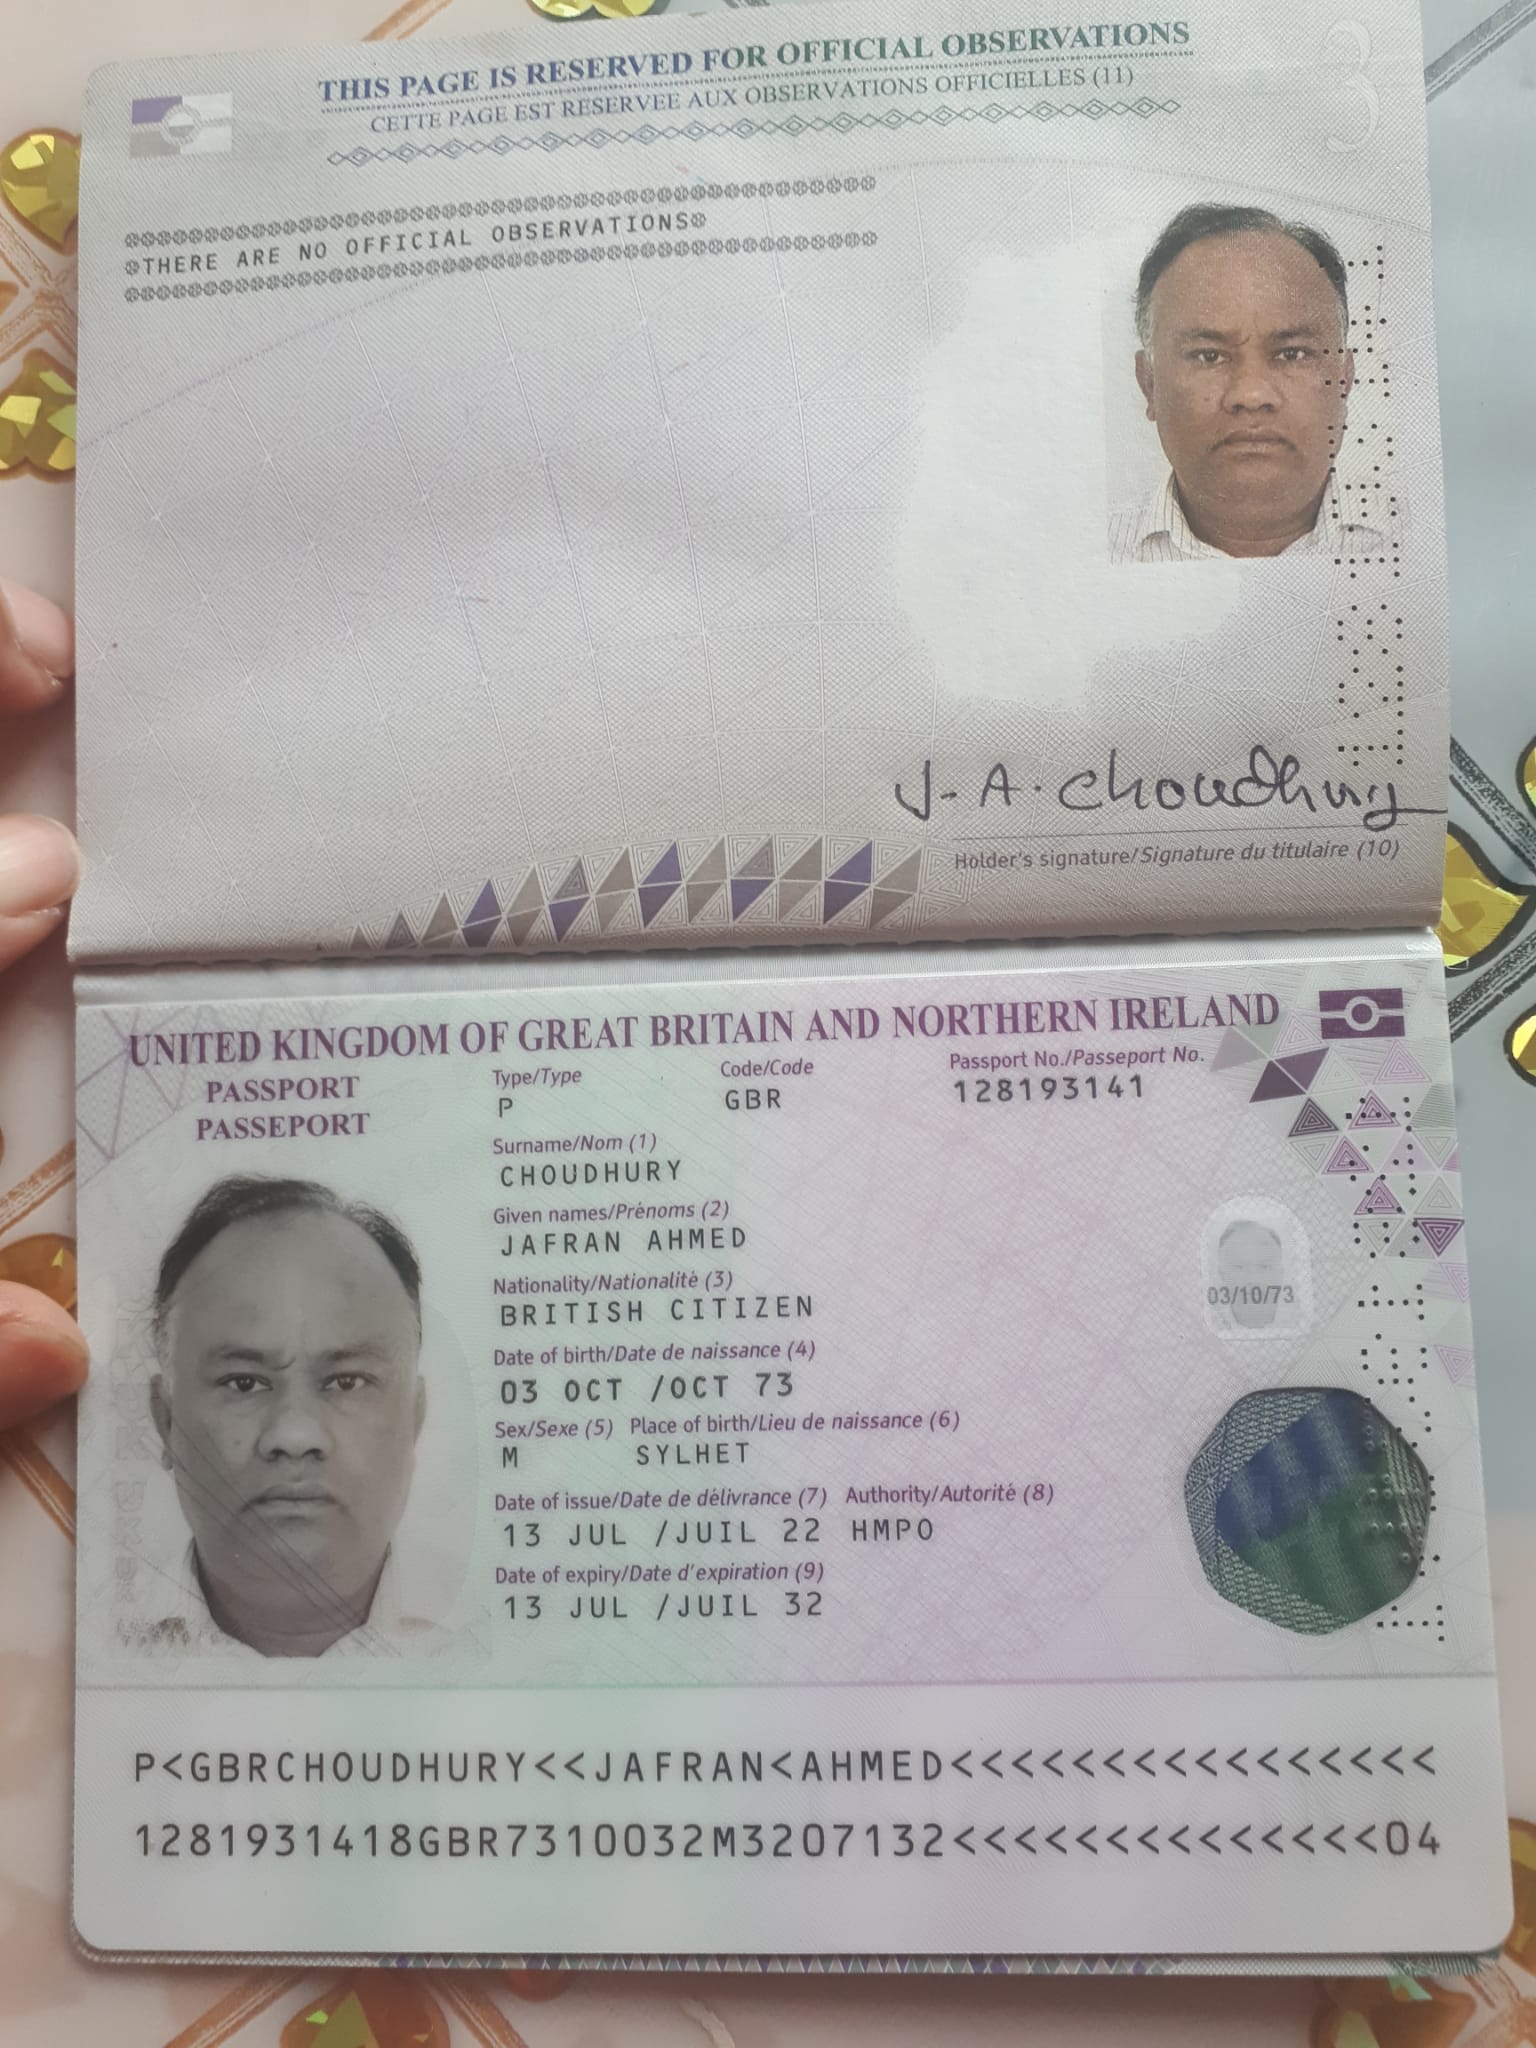 THIS PAGE IS RESERVED FOR OFFICIAL OBSERVATIONS
CETTE PAGE EST RESERVEE AUX OBSERVATIONS OFFICIELLES (11)
THERE ARE NO OFFICIAL OBSERVATIONS
J-A. Choudhury
Holder's signature/Signature du titulaire (10)
UNITED KINGDOM OF GREAT BRITAIN AND NORTHERN IRELAND
PASSPORT
PASSEPORT
Type/Type
P
Code/Code
GBR
Passport No./Passeport No.
128193141
Surname/Nom (1)
CHOUDHURY
Given names/Prénoms (2)
JAFRAN AHMED
Nationality/Nationalité (3)
BRITISH CITIZEN
Date of birth/Date de naissance (4)
03 OCT /OCT 73
Sex/Sexe (5) Place of birth/Lieu de naissance (6)
M SYLHET
Date of issue/Date de délivrance (7) Authority/Autorité (8)
13 JUL /JUIL 22 HMPO
Date of expiry/Date d'expiration (9)
13 JUL /JUIL 32
03/10/73
P<GBRCHOUDHURY<<JAFRAN<AHMED<<<<<<<<<<<<<<<<
1281931418GBR7310032M3207132<<<<<<<<<<<<<<04